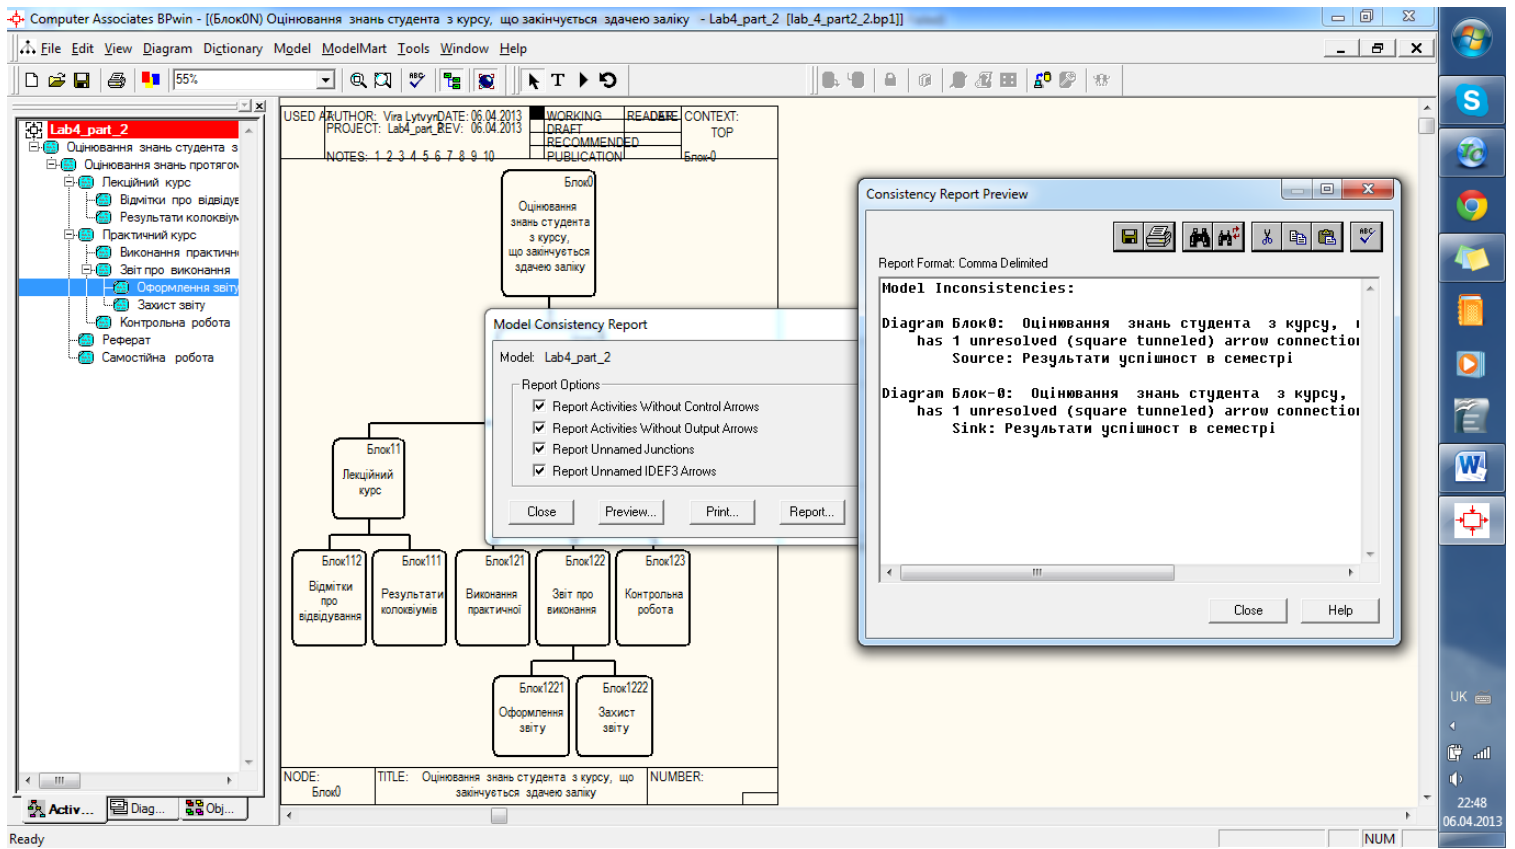 Computer Associates BPwin - [(Блок0N) Оцінювання знань студента з курсу, що закінчується здачею заліку - Lab4_part_2 [lab_4_part2_2.bp1]]
File Edit View Diagram Dictionary Model ModelMart Tools Window Help
55%
Lab4_part_2
Оцінювання знань студента з
Оцінювання знань протягом
Лекційний курс
Відмітки про відвідув
Результати колоквіум
Практичний курс
Виконання практичн
Звіт про виконання
Оформлення звіту
Захист звіту
Контрольна робота
Реферат
Самостійна робота
Activ... Diag... Obj...
Ready
USED AT: AUTHOR: Vira Lytvyn DATE: 06.04.2013 WORKING READER DATE CONTEXT:
PROJECT: Lab4_part_2 REV: 06.04.2013 DRAFT TOP
RECOMMENDED
NOTES: 1 2 3 4 5 6 7 8 9 10 PUBLICATION Блок-0
Блок0
Оцінювання
знань студента
з курсу,
що закінчується
здачею заліку
Блок11
Лекційний
курс
Блок112
Відмітки
про
відвідування
Блок111
Результати
колоквіумів
Блок121
Виконання
практичної
Блок122
Звіт про
виконання
Блок123
Контрольна
робота
Блок1221
Оформлення
звіту
Блок1222
Захист
звіту
NODE: TITLE: Оцінювання знань студента з курсу, що NUMBER:
Блок0 закінчується здачею заліку
Model Consistency Report
Model: Lab4_part_2
Report Options
Report Activities Without Control Arrows
Report Activities Without Output Arrows
Report Unnamed Junctions
Report Unnamed IDEF3 Arrows
Close Preview... Print... Report...
Consistency Report Preview
Report Format: Comma Delimited
Model Inconsistencies:
Diagram Блок0: Оцінювання знань студента з курсу,
has 1 unresolved (square tunneled) arrow connection
Source: Результати успішност в семестрі
Diagram Блок-0: Оцінювання знань студента з курсу,
has 1 unresolved (square tunneled) arrow connection
Sink: Результати успішност в семестрі
Close Help
NUM
UK
22:48
06.04.2013